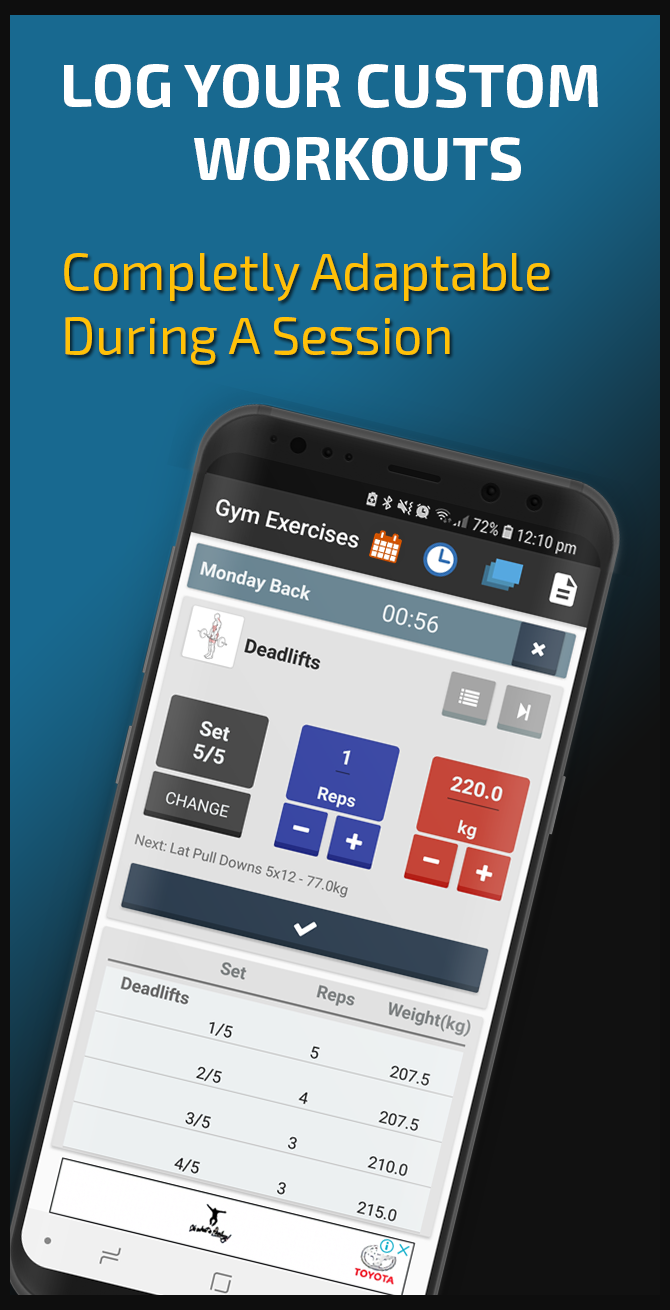 LOG YOUR CUSTOM
WORKOUTS
Completly Adaptable
During A Session
72% 12:10 pm
Gym Exercises
Monday Back 00:56
Deadlifts
Set
5/5
CHANGE
1
Reps
220.0
kg
Next: Lat Pull Downs 5x12 - 77.0kg
Set Reps Weight(kg)
Deadlifts
1/5 5 207.5
2/5 4 207.5
3/5 3 210.0
4/5 3 215.0
Oh what a feeling!
TOYOTA